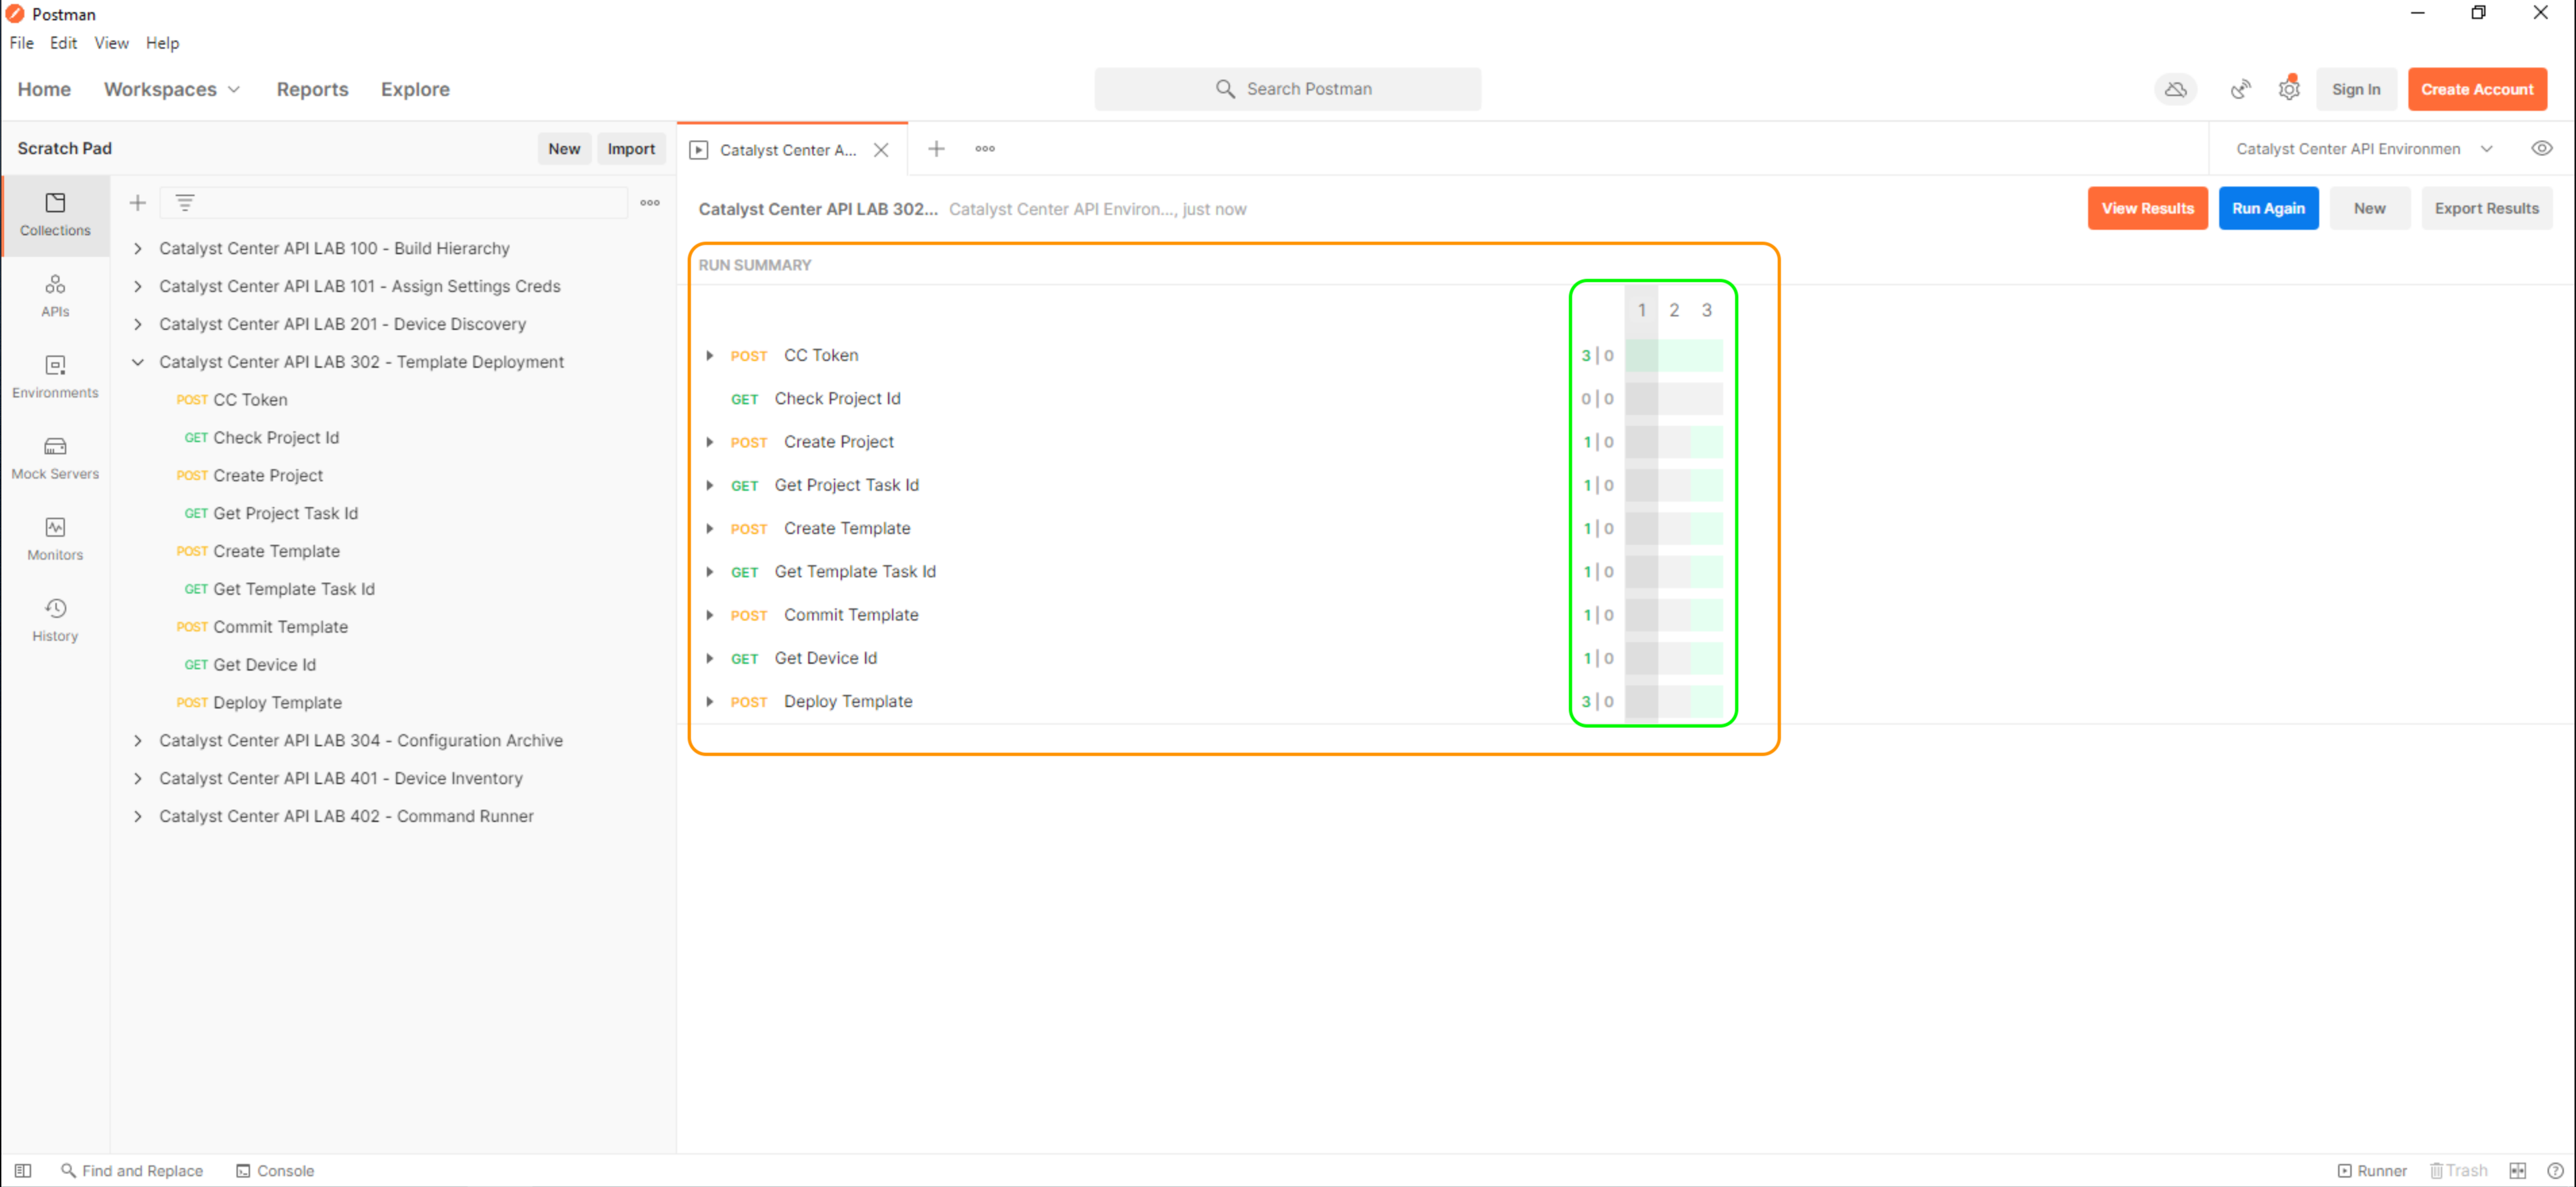 Postman
File Edit View Help
Home Workspaces Reports Explore
Search Postman
Sign In
Create Account
Scratch Pad
New
Import
Catalyst Center A...
Catalyst Center API Environmen
Collections
APIs
Environments
Mock Servers
Monitors
History
Catalyst Center API LAB 100 - Build Hierarchy
Catalyst Center API LAB 101 - Assign Settings Creds
Catalyst Center API LAB 201 - Device Discovery
Catalyst Center API LAB 302 - Template Deployment
POST CC Token
GET Check Project Id
POST Create Project
GET Get Project Task Id
POST Create Template
GET Get Template Task Id
POST Commit Template
GET Get Device Id
POST Deploy Template
Catalyst Center API LAB 304 - Configuration Archive
Catalyst Center API LAB 401 - Device Inventory
Catalyst Center API LAB 402 - Command Runner
Catalyst Center API LAB 302... Catalyst Center API Environ..., just now
View Results
Run Again
New
Export Results
RUN SUMMARY
1 2 3
POST CC Token 3 | 0
GET Check Project Id 0 | 0
POST Create Project 1 | 0
GET Get Project Task Id 1 | 0
POST Create Template 1 | 0
GET Get Template Task Id 1 | 0
POST Commit Template 1 | 0
GET Get Device Id 1 | 0
POST Deploy Template 3 | 0
Find and Replace
Console
Runner
Trash